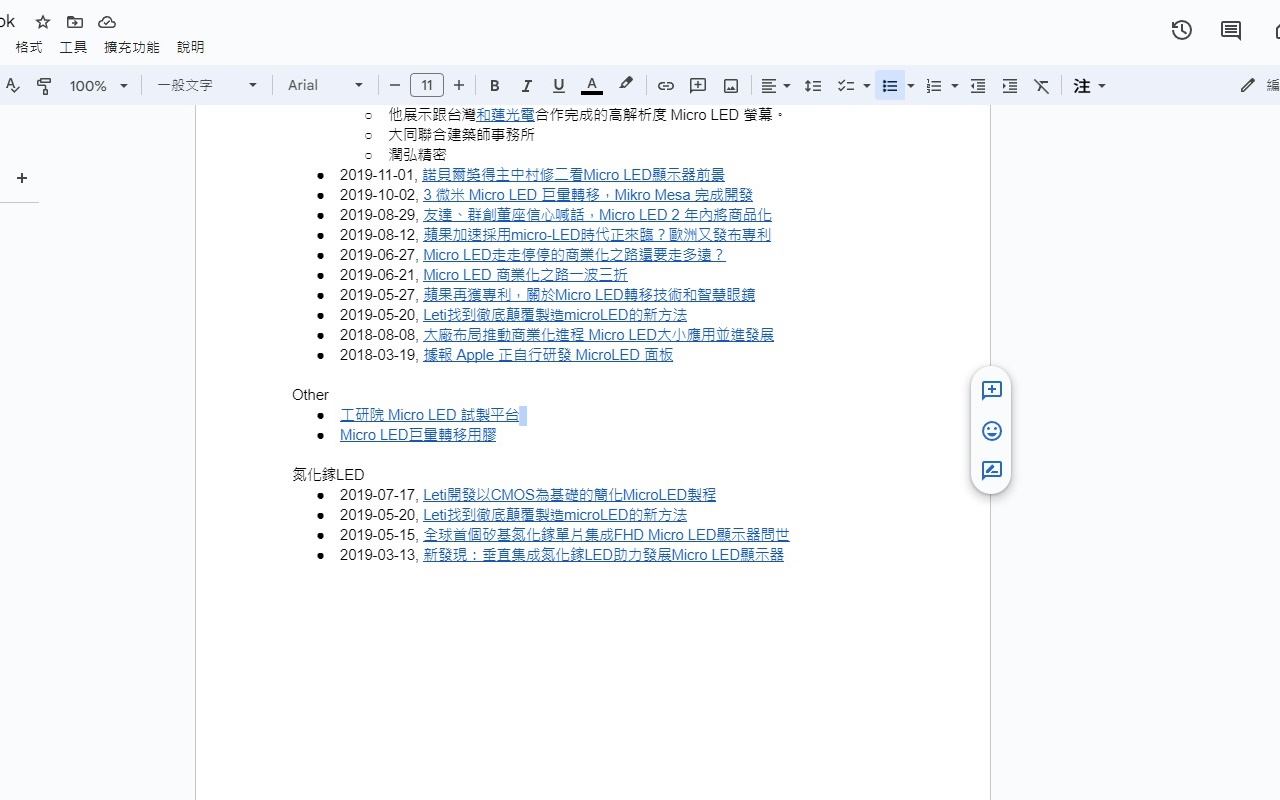 ok
格式 工具 擴充功能 說明
100% 一般文字 Arial 11 B I U A 注 編
他展示跟台灣和蓮光電合作完成的高解析度 Micro LED 螢幕。
大同聯合建築師事務所
潤弘精密
2019-11-01, 諾貝爾獎得主中村修二看Micro LED顯示器前景
2019-10-02, 3 微米 Micro LED 巨量轉移，Mikro Mesa 完成開發
2019-08-29, 友達、群創董座信心喊話，Micro LED 2 年內將商品化
2019-08-12, 蘋果加速採用micro-LED時代正來臨？歐洲又發布專利
2019-06-27, Micro LED走走停停的商業化之路還要走多遠？
2019-06-21, Micro LED 商業化之路一波三折
2019-05-27, 蘋果再獲專利，關於Micro LED轉移技術和智慧眼鏡
2019-05-20, Leti找到徹底顛覆製造microLED的新方法
2018-08-08, 大廠布局推動商業化進程 Micro LED大小應用並進發展
2018-03-19, 據報 Apple 正自行研發 MicroLED 面板
Other
工研院 Micro LED 試製平台
Micro LED巨量轉移用膠
氮化鎵LED
2019-07-17, Leti開發以CMOS為基礎的簡化MicroLED製程
2019-05-20, Leti找到徹底顛覆製造microLED的新方法
2019-05-15, 全球首個矽基氮化鎵單片集成FHD Micro LED顯示器問世
2019-03-13, 新發現：垂直集成氮化鎵LED助力發展Micro LED顯示器